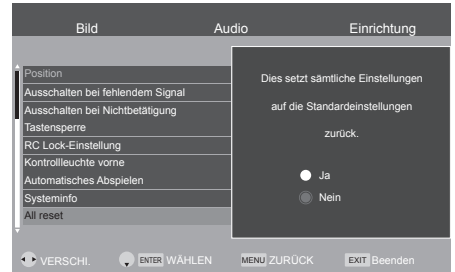 Bild Audio Einrichtung
Position
Ausschalten bei fehlendem Signal
Ausschalten bei Nichtbetätigung
Tastensperre
RC Lock-Einstellung
Kontrollleuchte vorne
Automatisches Abspielen
Systeminfo
All reset
Dies setzt sämtliche Einstellungen
auf die Standardeinstellungen
zurück.
Ja
Nein
VERSCHI. ENTER WÄHLEN MENU ZURÜCK EXIT Beenden